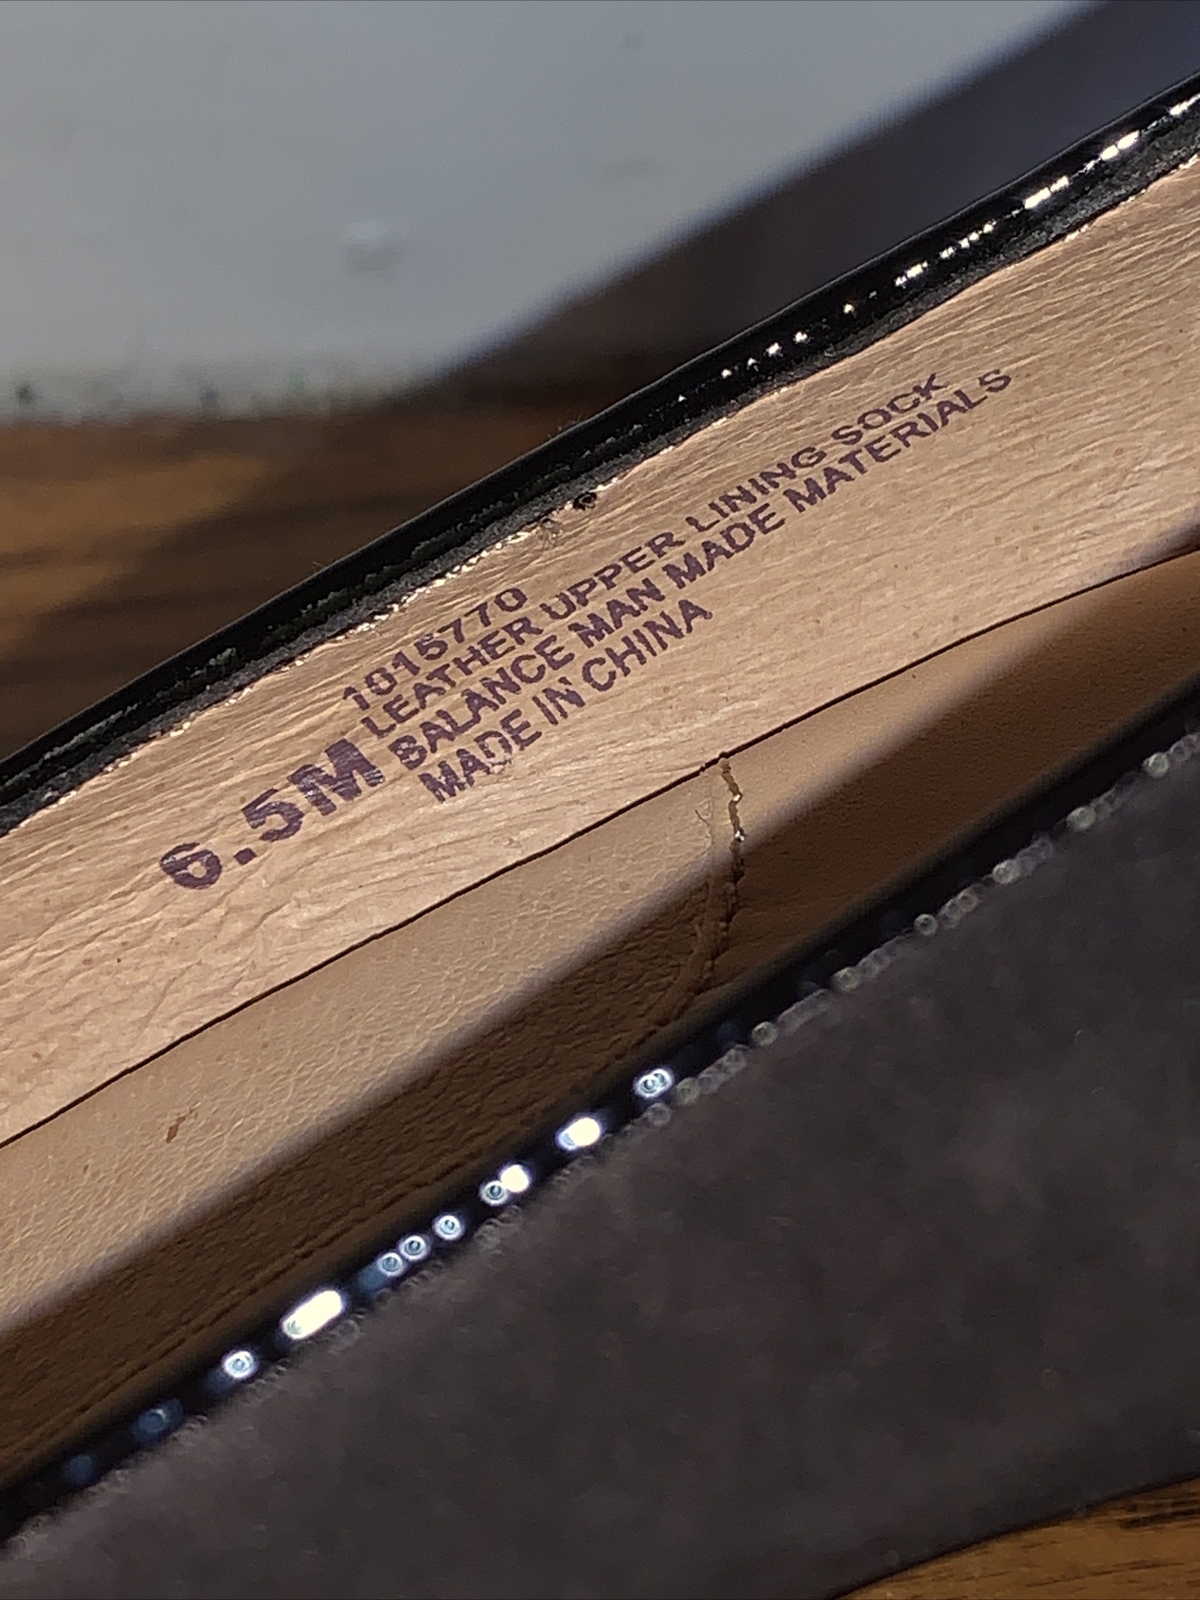 6.5M
1015770
LEATHER UPPER LINING SOCK
BALANCE MAN MADE MATERIALS
MADE IN CHINA